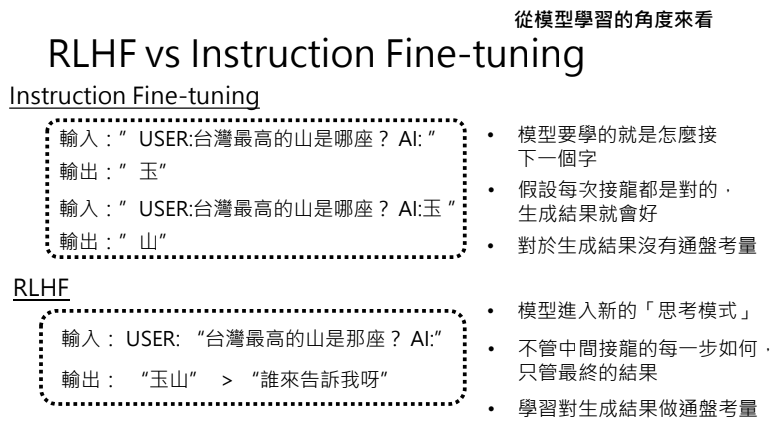 從模型學習的角度來看
RLHF vs Instruction Fine-tuning
Instruction Fine-tuning
輸入：” USER:台灣最高的山是哪座？ AI: ”
輸出：” 玉”
輸入：” USER:台灣最高的山是哪座？ AI:玉 ”
輸出：” 山”
• 模型要學的就是怎麼接
下一個字
• 假設每次接龍都是對的，
生成結果就會好
• 對於生成結果沒有通盤考量
RLHF
輸入： USER: “台灣最高的山是那座？ AI:”
輸出： “玉山” > “誰來告訴我呀”
• 模型進入新的「思考模式」
• 不管中間接龍的每一步如何，
只管最終的結果
• 學習對生成結果做通盤考量